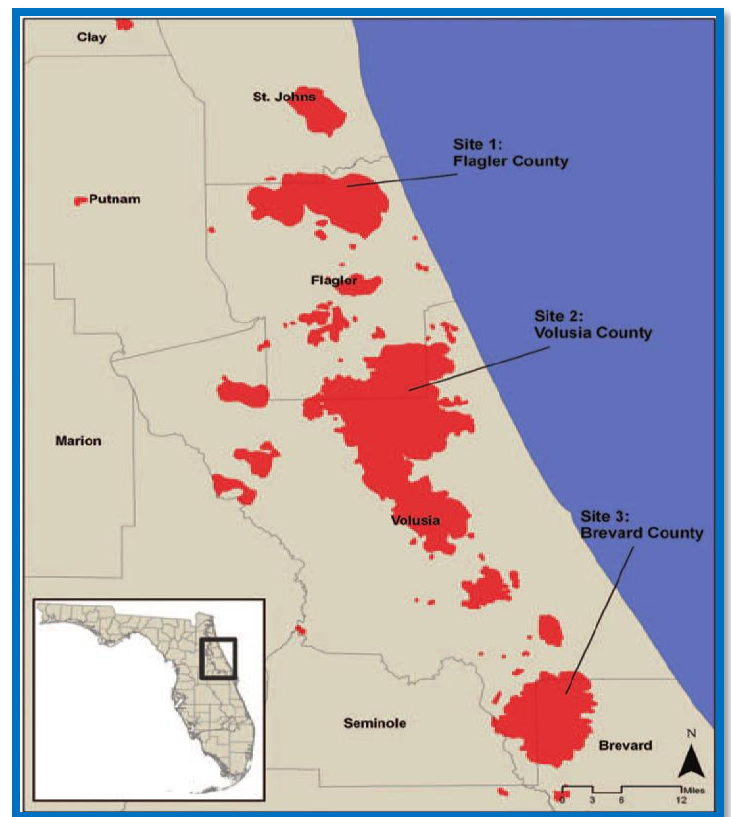 Clay
St. Johns
Site 1:
Flagler County
Putnam
Flagler
Site 2:
Volusia County
Marion
Volusia
Site 3:
Brevard County
Seminole
Brevard
N
Miles
0 3 6 12